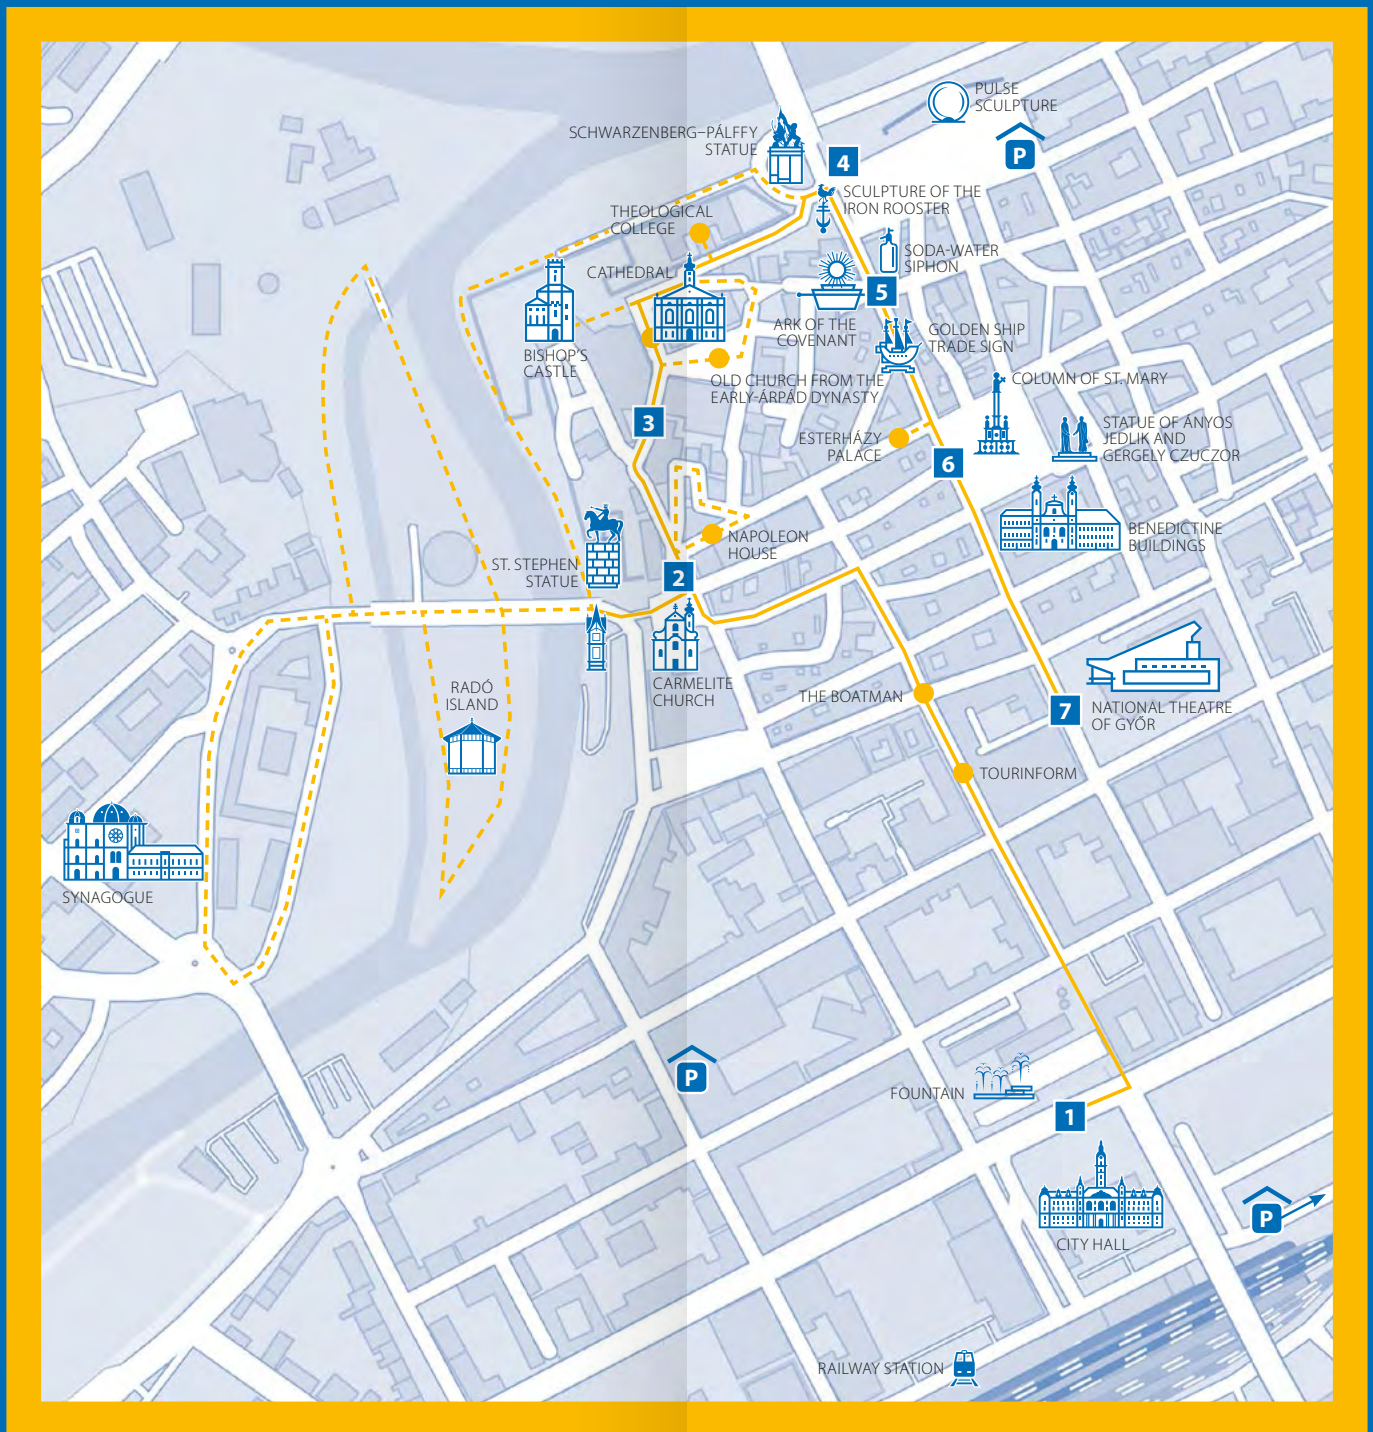 PULSE
SCULPTURE
P
SCHWARZENBERG–PÁLFFY
STATUE
4
SCULPTURE OF THE
IRON ROOSTER
THEOLOGICAL
COLLEGE
SODA-WATER
SIPHON
CATHEDRAL
5
ARK OF THE
COVENANT
GOLDEN SHIP
TRADE SIGN
BISHOP'S
CASTLE
OLD CHURCH FROM THE
EARLY-ÁRPÁD DYNASTY
COLUMN OF ST. MARY
3
STATUE OF ÁNYOS
JEDLIK AND
GERGELY CZUCZOR
ESTERHÁZY
PALACE
6
NAPOLEON
HOUSE
BENEDICTINE
BUILDINGS
ST. STEPHEN
STATUE
2
CARMELITE
CHURCH
RADÓ
ISLAND
THE BOATMAN
7
NATIONAL THEATRE
OF GYŐR
TOURINFORM
SYNAGOGUE
P
FOUNTAIN
1
P
CITY HALL
RAILWAY STATION